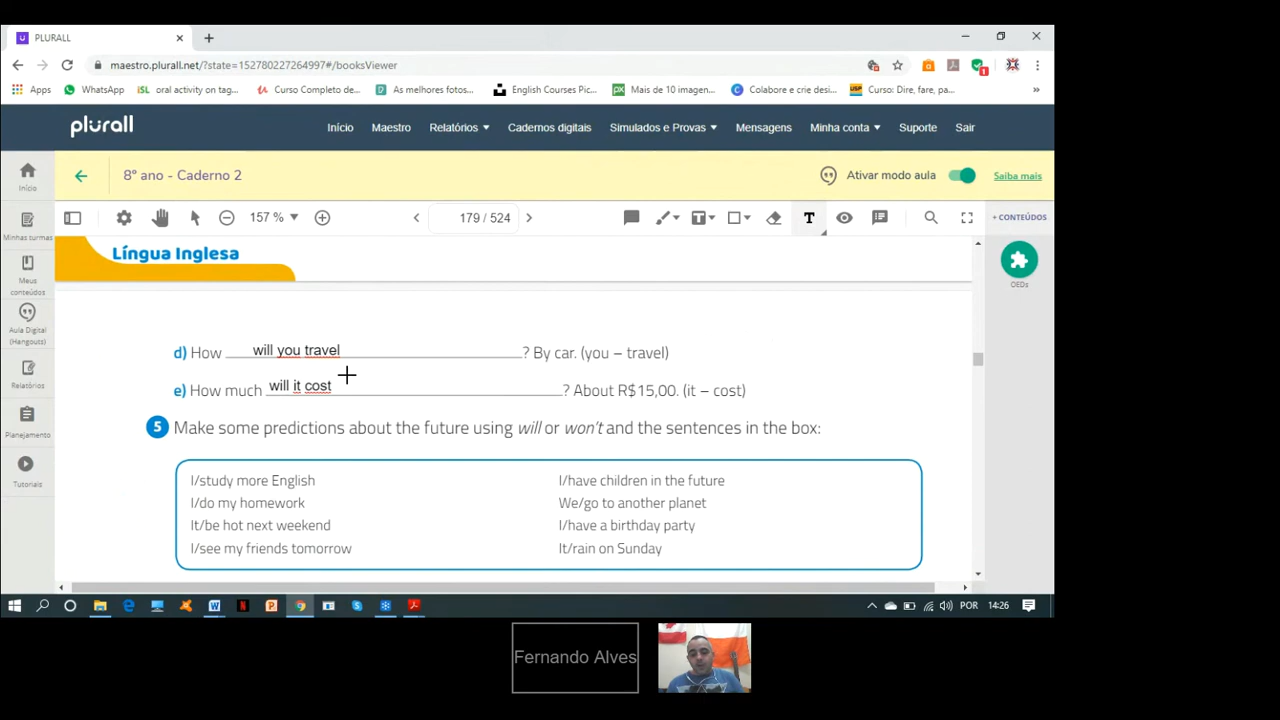 PLURALL
maestro.plurall.net/?state=152780227264997#/booksViewer
Apps WhatsApp iSL oral activity on tag... Curso Completo de... As melhores fotos... English Courses Pic... Mais de 10 imagen... Colabore e crie desi... USP Curso: Dire, fare, pa... »
plurall Início Maestro Relatórios Cadernos digitais Simulados e Provas Mensagens Minha conta Suporte Sair
8º ano - Caderno 2 Ativar modo aula Saiba mais
157 % 179 / 524 T + CONTEÚDOS
Início
Minhas turmas
Meus conteúdos
Aula Digital (Hangouts)
Relatórios
Planejamento
Tutoriais
OEDs
Língua Inglesa
d) How will you travel ? By car. (you – travel)
e) How much will it cost ? About R$15,00. (it – cost)
5 Make some predictions about the future using will or won't and the sentences in the box:
I/study more English
I/do my homework
It/be hot next weekend
I/see my friends tomorrow
I/have children in the future
We/go to another planet
I/have a birthday party
It/rain on Sunday
POR 14:26
Fernando Alves